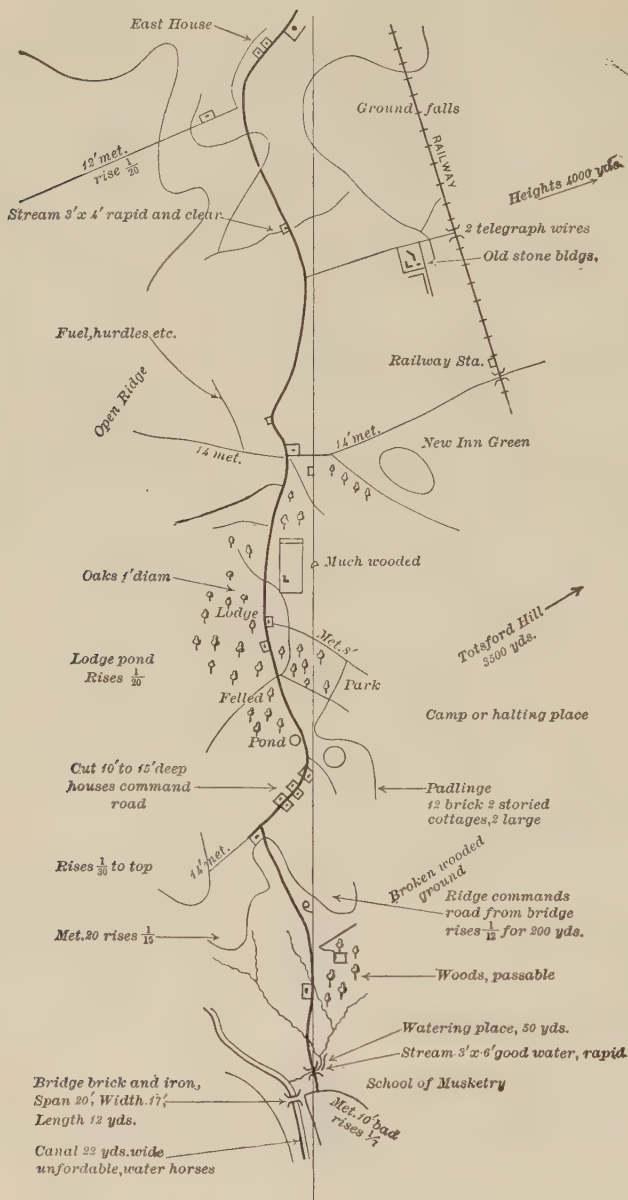 East House
Ground falls
RAILWAY
12' met.
rise 1/20
Heights 1000 yds.
Stream 3' x 4' rapid and clear
2 telegraph wires
Old stone bldgs.
Fuel, hurdles, etc.
Railway Sta.
Open Ridge
14 met.
14' met.
New Inn Green
Much wooded
Oaks 1' diam
Lodge
Met. 8'
Totsford Hill
3500 yds.
Lodge pond
Rises 1/20
Park
Felled
Camp or halting place
Pond
Cut 10' to 15' deep
houses command
road
Padlinge
12 brick 2 storied
cottages, 2 large
14' met.
Rises 1/30 to top
Broken wooded
ground
Ridge commands
road from bridge
rises 1/12 for 200 yds.
Met. 20 rises 1/15
Woods, passable
Watering place, 50 yds.
Stream 3' x 6' good water, rapid
School of Musketry
Bridge brick and iron,
Span 20', Width 17',
Length 12 yds.
Met. 10' bad
rises 1/7
Canal 22 yds. wide
unfordable, water horses